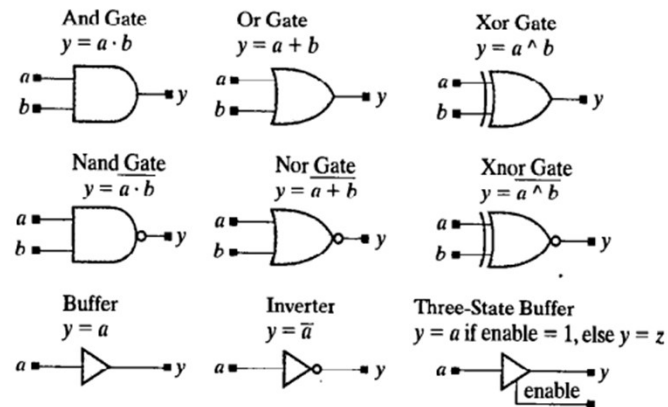 And Gate
y = a · b
a
b
y
Or Gate
y = a + b
a
b
y
Xor Gate
y = a ^ b
a
b
y
Nand Gate
y = a · b
a
b
y
Nor Gate
y = a + b
a
b
y
Xnor Gate
y = a ^ b
a
b
y
Buffer
y = a
a
y
Inverter
y = a̅
a
y
Three-State Buffer
y = a if enable = 1, else y = z
a
y
enable